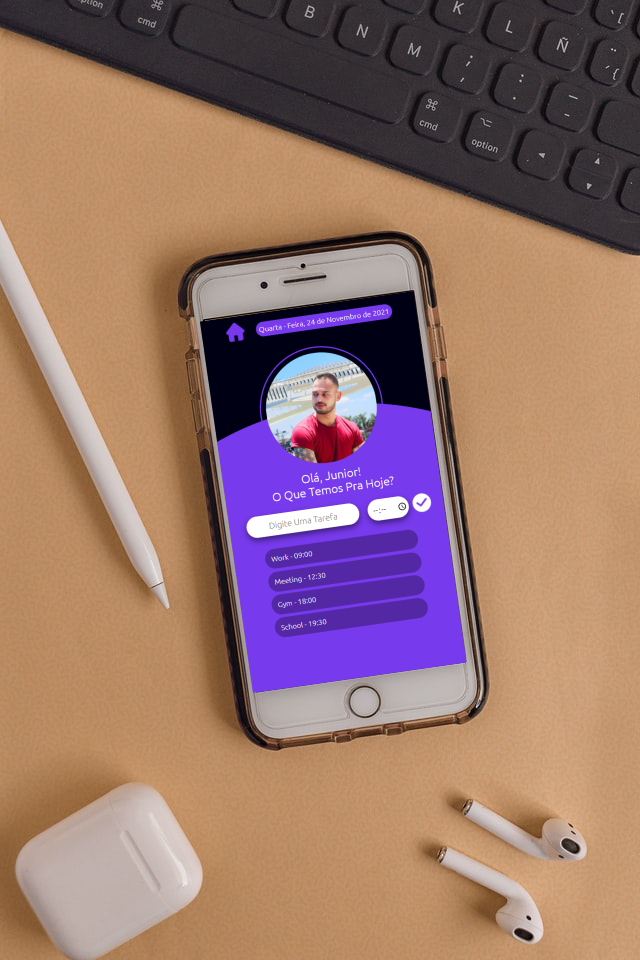 option
cmd
B
N
M
K
L
Ñ
cmd
option
Quarta - Feira, 24 de Novembro de 2021
Olá, Junior!
O Que Temos Pra Hoje?
Digite Uma Tarefa
--:--
Work - 09:00
Meeting - 12:30
Gym - 18:00
School - 19:30